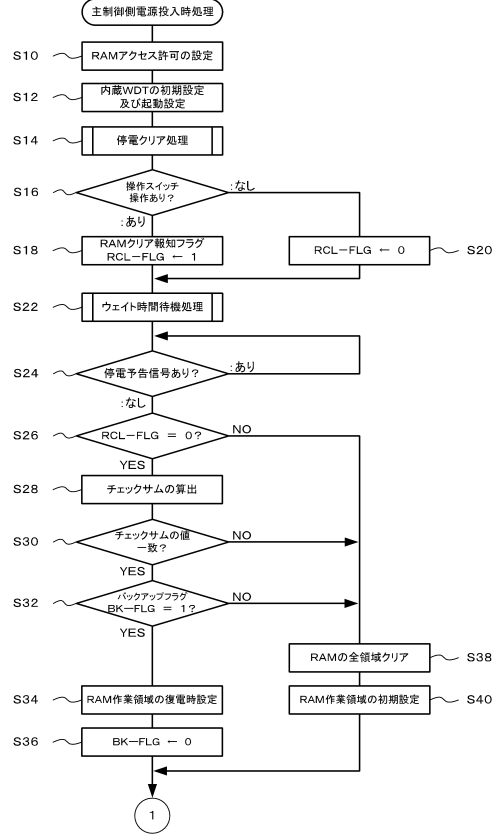 主制御側電源投入時処理
S10
RAMアクセス許可の設定
S12
内蔵WDTの初期設定
及び起動設定
S14
停電クリア処理
S16
操作スイッチ
操作あり?
:なし
:あり
S18
RAMクリア報知フラグ
RCL-FLG ← 1
RCL-FLG ← 0
S20
S22
ウェイト時間待機処理
S24
停電予告信号あり?
:あり
:なし
S26
RCL-FLG = 0?
NO
YES
S28
チェックサムの算出
S30
チェックサムの値
一致?
NO
YES
S32
バックアップフラグ
BK-FLG = 1?
NO
YES
RAMの全領域クリア
S38
S34
RAM作業領域の復電時設定
RAM作業領域の初期設定
S40
S36
BK-FLG ← 0
1